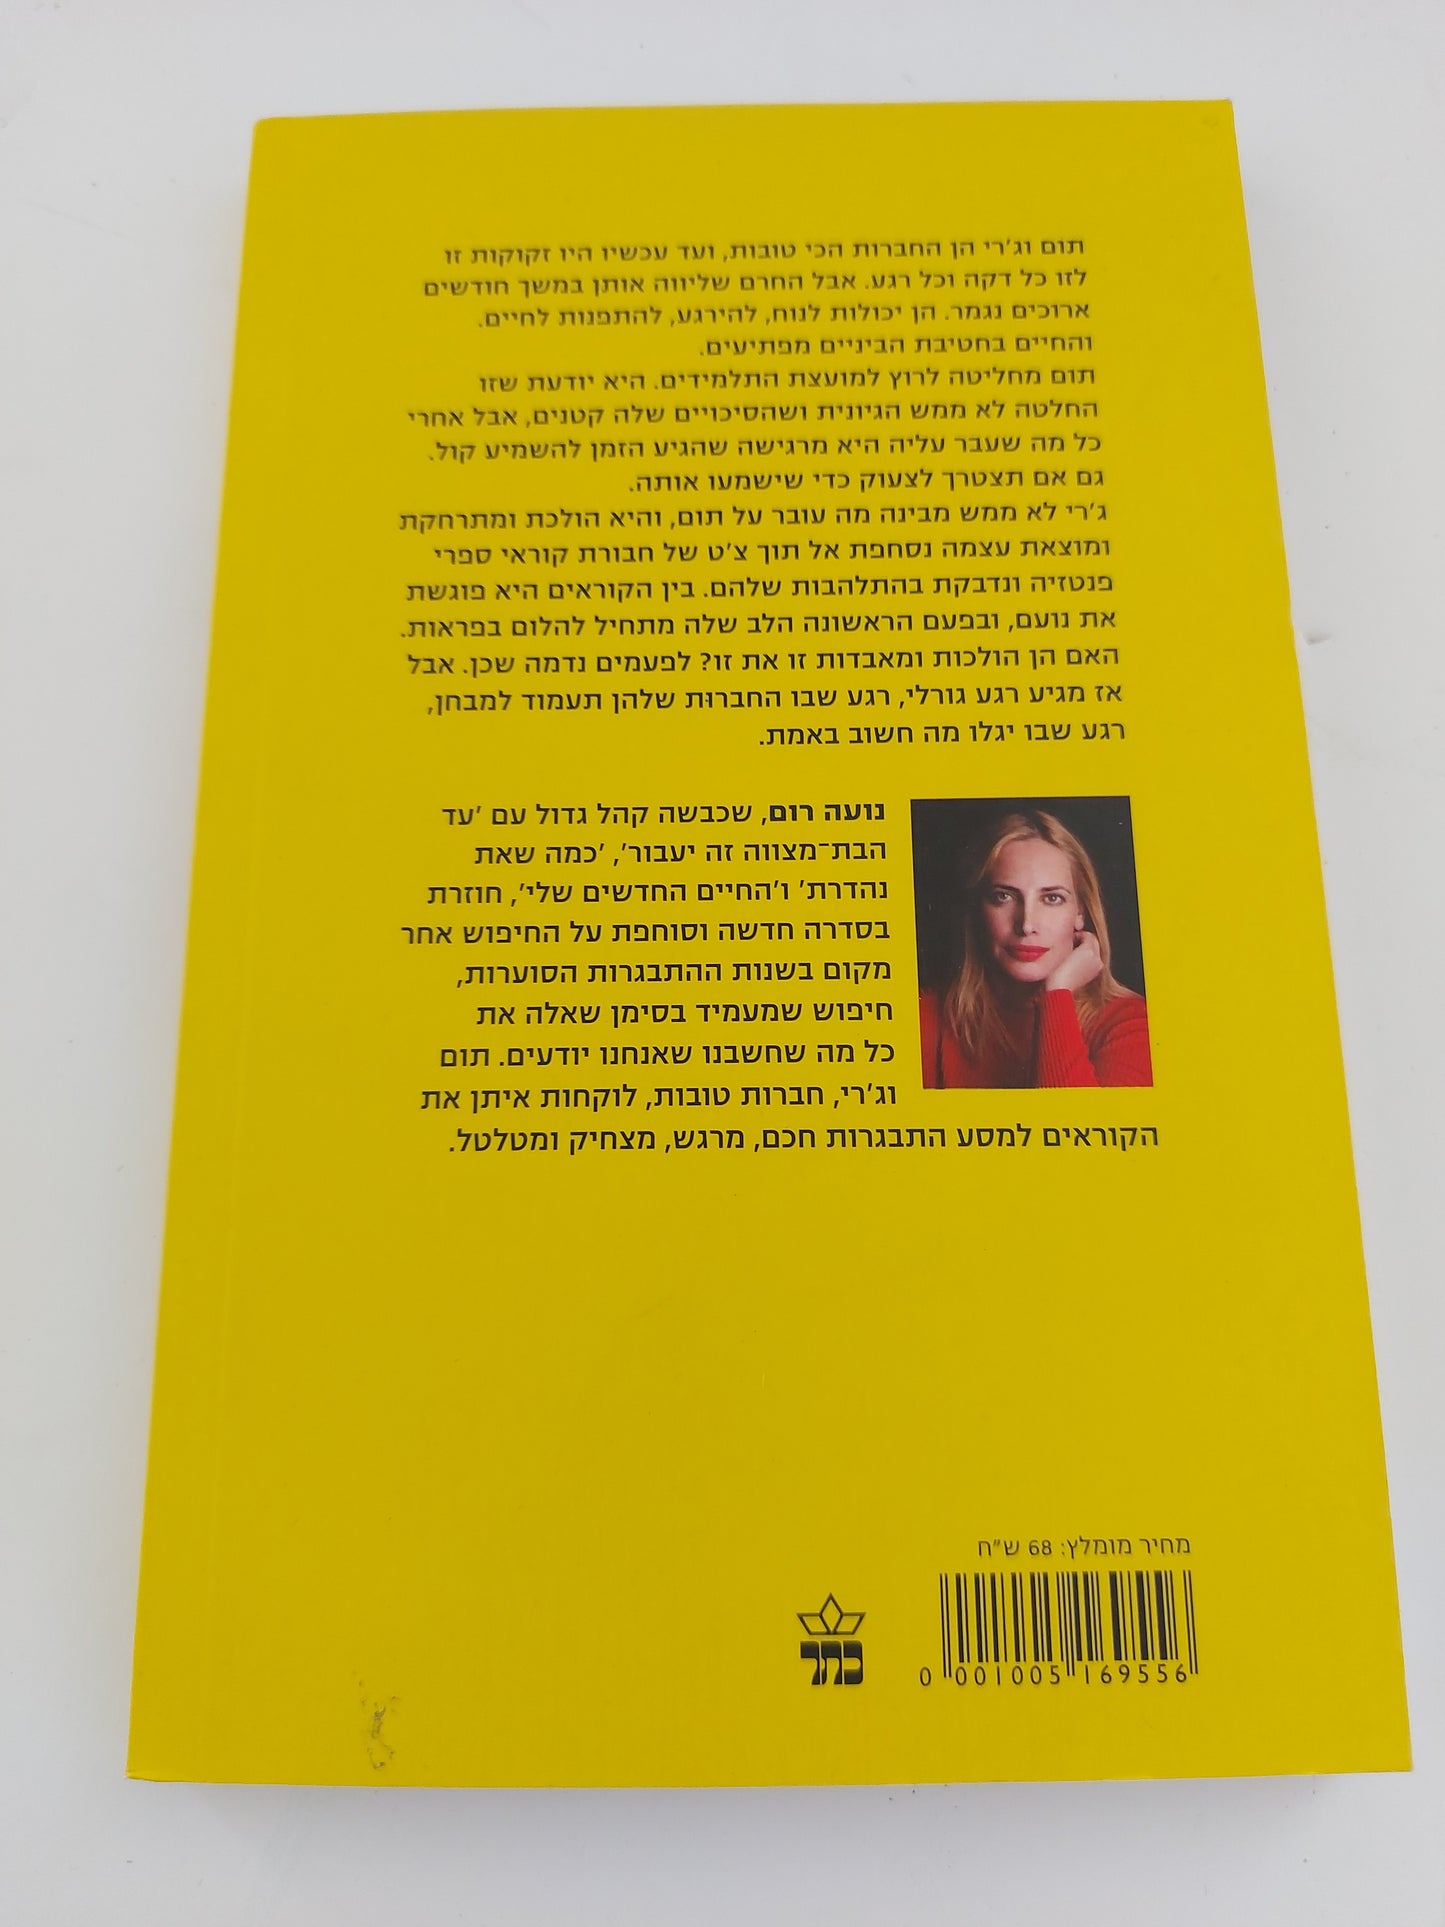 תום וג'רי הן החברות הכי טובות, ועד עכשיו היו זקוקות זו
לזו כל דקה וכל רגע. אבל החרם שליווה אותן במשך חודשים
ארוכים נגמר. הן יכולות לנוח, להירגע, להתפנות לחיים.
והחיים בחטיבת הביניים מפתיעים.
תום מחליטה לרוץ למועצת התלמידים. היא יודעת שזו
החלטה לא ממש הגיונית ושהסיכויים שלה קטנים, אבל אחרי
כל מה שעבר עליה היא מרגישה שהגיע הזמן להשמיע קול.
גם אם תצטרך לצעוק כדי שישמעו אותה.
ג'רי לא ממש מבינה מה עובר על תום, והיא הולכת ומתרחקת
ומוצאת עצמה נסחפת אל תוך צ'ט של חבורת קוראי ספרי
פנטזיה ונדבקת בהתלהבות שלהם. בין הקוראים היא פוגשת
את נועם, ובפעם הראשונה הלב שלה מתחיל להלום בפראות.
האם הן הולכות ומאבדות זו את זו? לפעמים נדמה שכן. אבל
אז מגיע רגע גורלי, רגע שבו החברוּת שלהן תעמוד למבחן,
רגע שבו יגלו מה חשוב באמת.
נועה רום, שכבשה קהל גדול עם 'עד
הבת־מצווה זה יעבור', 'כמה שאת
נהדרת' ו'החיים החדשים שלי', חוזרת
בסדרה חדשה וסוחפת על החיפוש אחר
מקום בשנות ההתבגרות הסוערות,
חיפוש שמעמיד בסימן שאלה את
כל מה שחשבנו שאנחנו יודעים. תום
וג'רי, חברות טובות, לוקחות איתן את
הקוראים למסע התבגרות חכם, מרגש, מצחיק ומטלטל.
מחיר מומלץ: 68 ש"ח
כתר
0 001005 169556